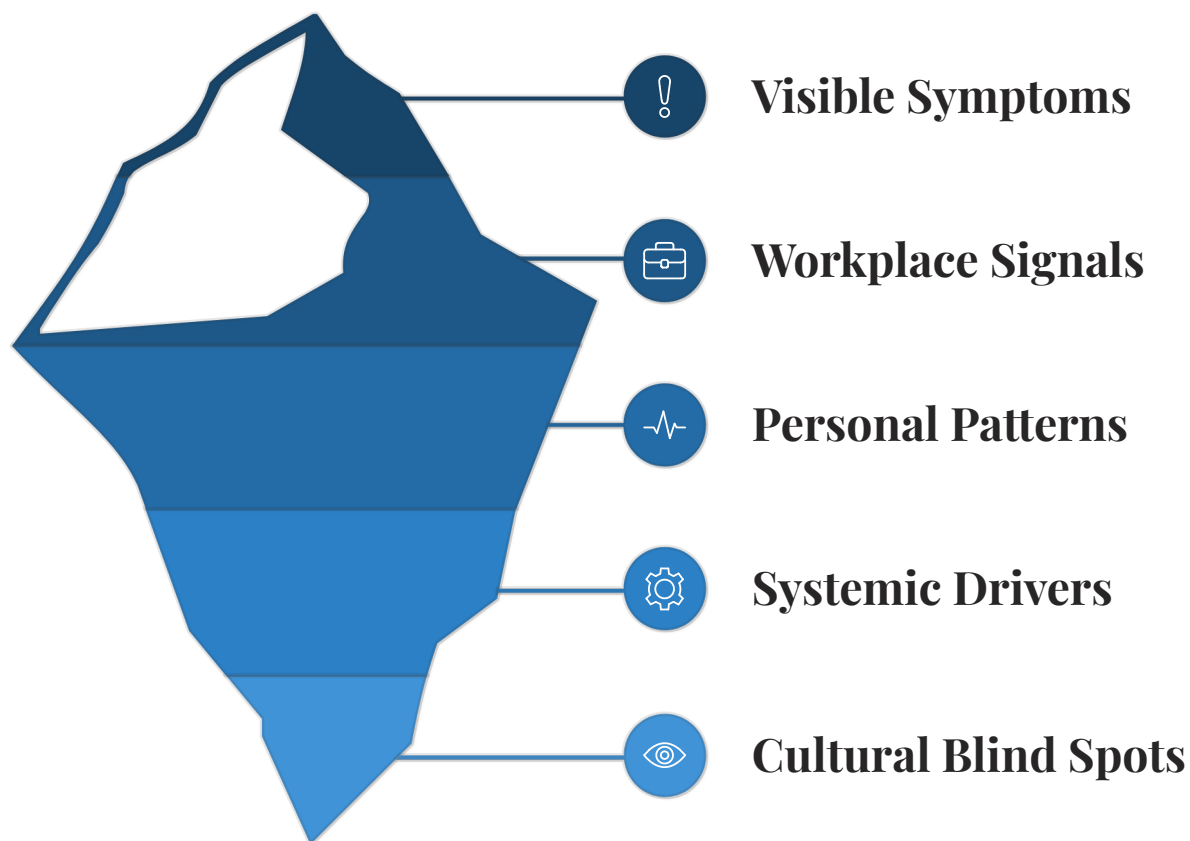 Visible Symptoms
Workplace Signals
Personal Patterns
Systemic Drivers
Cultural Blind Spots